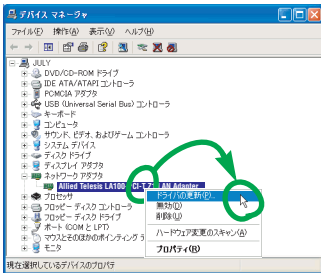 デバイス マネージャ
ファイル(F) 操作(A) 表示(V) ヘルプ(H)
JULY
DVD/CD-ROM ドライブ
IDE ATA/ATAPI コントローラ
PCMCIA アダプタ
USB (Universal Serial Bus) コントローラ
キーボード
コンピュータ
サウンド、ビデオ、およびゲーム コントローラ
システム デバイス
ディスク ドライブ
ディスプレイ アダプタ
ネットワーク アダプタ
Allied Telesis LA100-PCI-T LAN Adapter
プロセッサ
フロッピー ディスク コントローラ
フロッピー ディスク ドライブ
ポート (COM と LPT)
マウスとそのほかのポインティング
モニタ
ドライバの更新(P)...
無効(D)
削除(U)
ハードウェア変更のスキャン(A)
プロパティ(R)
現在選択しているデバイスのプロパテ